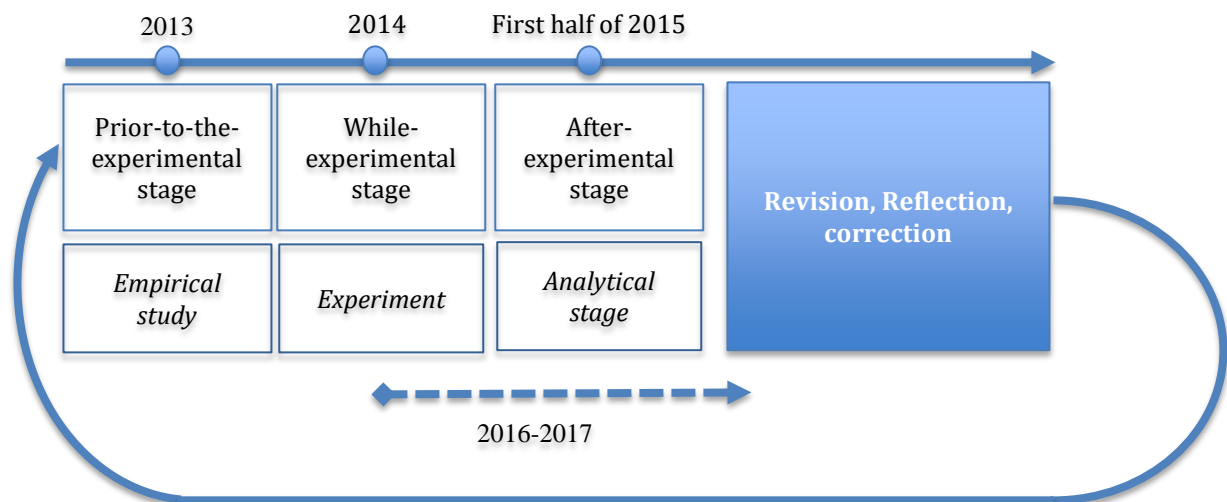 2013
2014
First half of 2015
Prior-to-the-
experimental
stage
While-
experimental
stage
After-
experimental
stage
Revision, Reflection,
correction
Empirical
study
Experiment
Analytical
stage
2016-2017